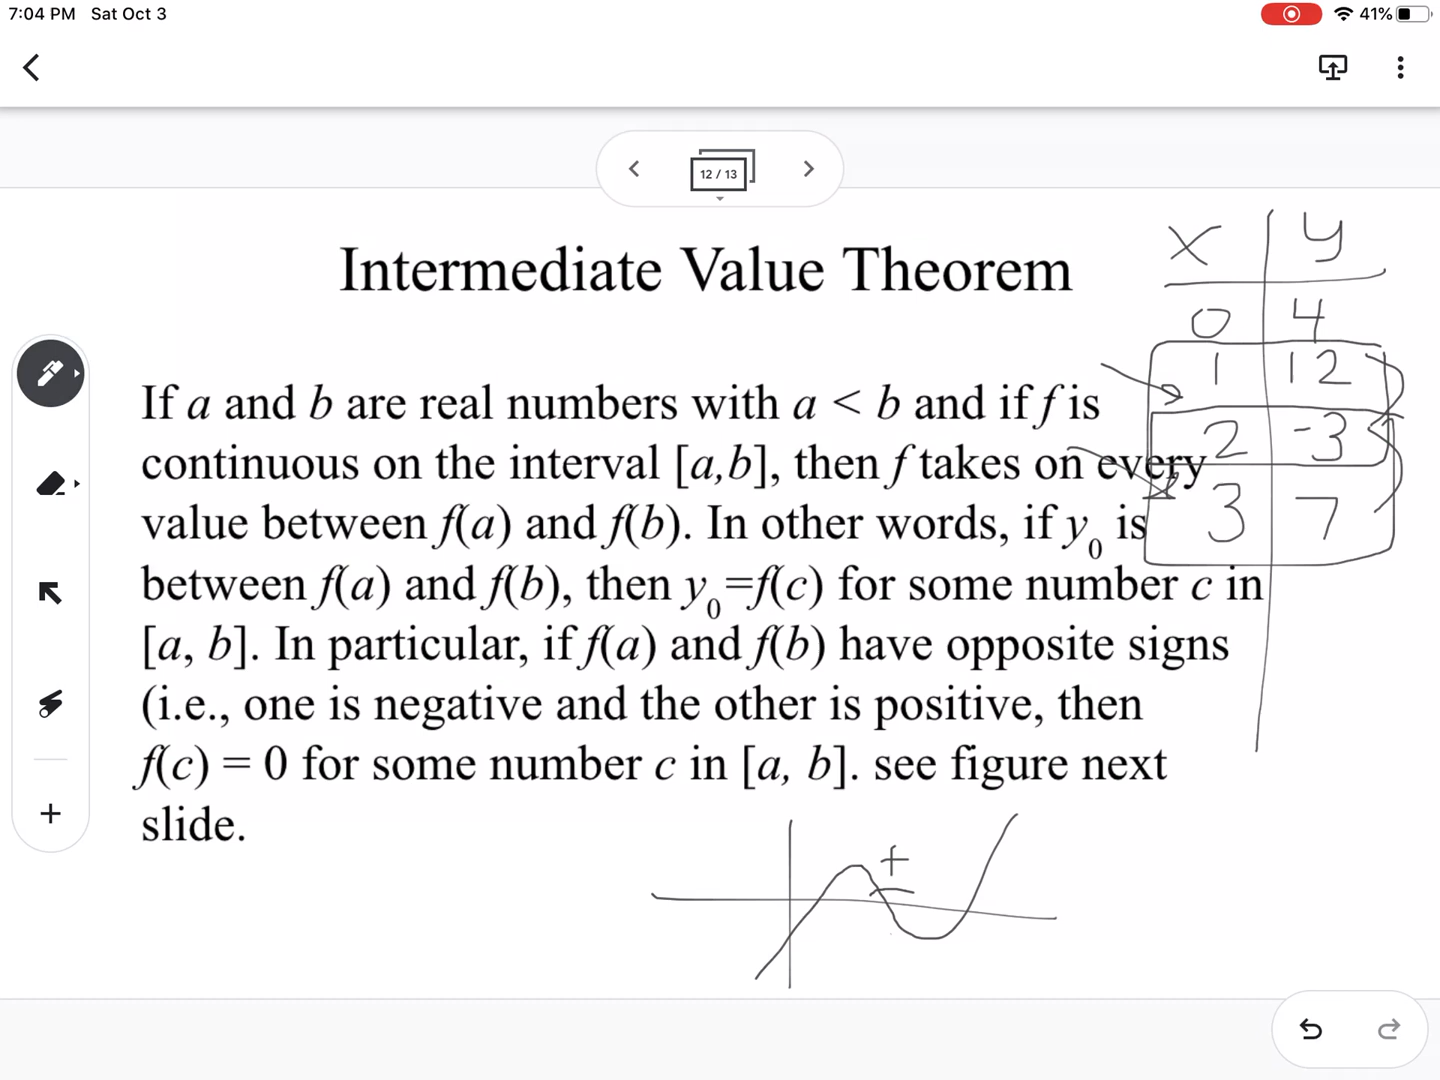 7:04 PM Sat Oct 3
41%
12 / 13
Intermediate Value Theorem
If a and b are real numbers with a < b and if f is
continuous on the interval [a,b], then f takes on every
value between f(a) and f(b). In other words, if y₀ is
between f(a) and f(b), then y₀=f(c) for some number c in
[a, b]. In particular, if f(a) and f(b) have opposite signs
(i.e., one is negative and the other is positive, then
f(c) = 0 for some number c in [a, b]. see figure next
slide.
x y
0 4
1 12
2 -3
3 7
+